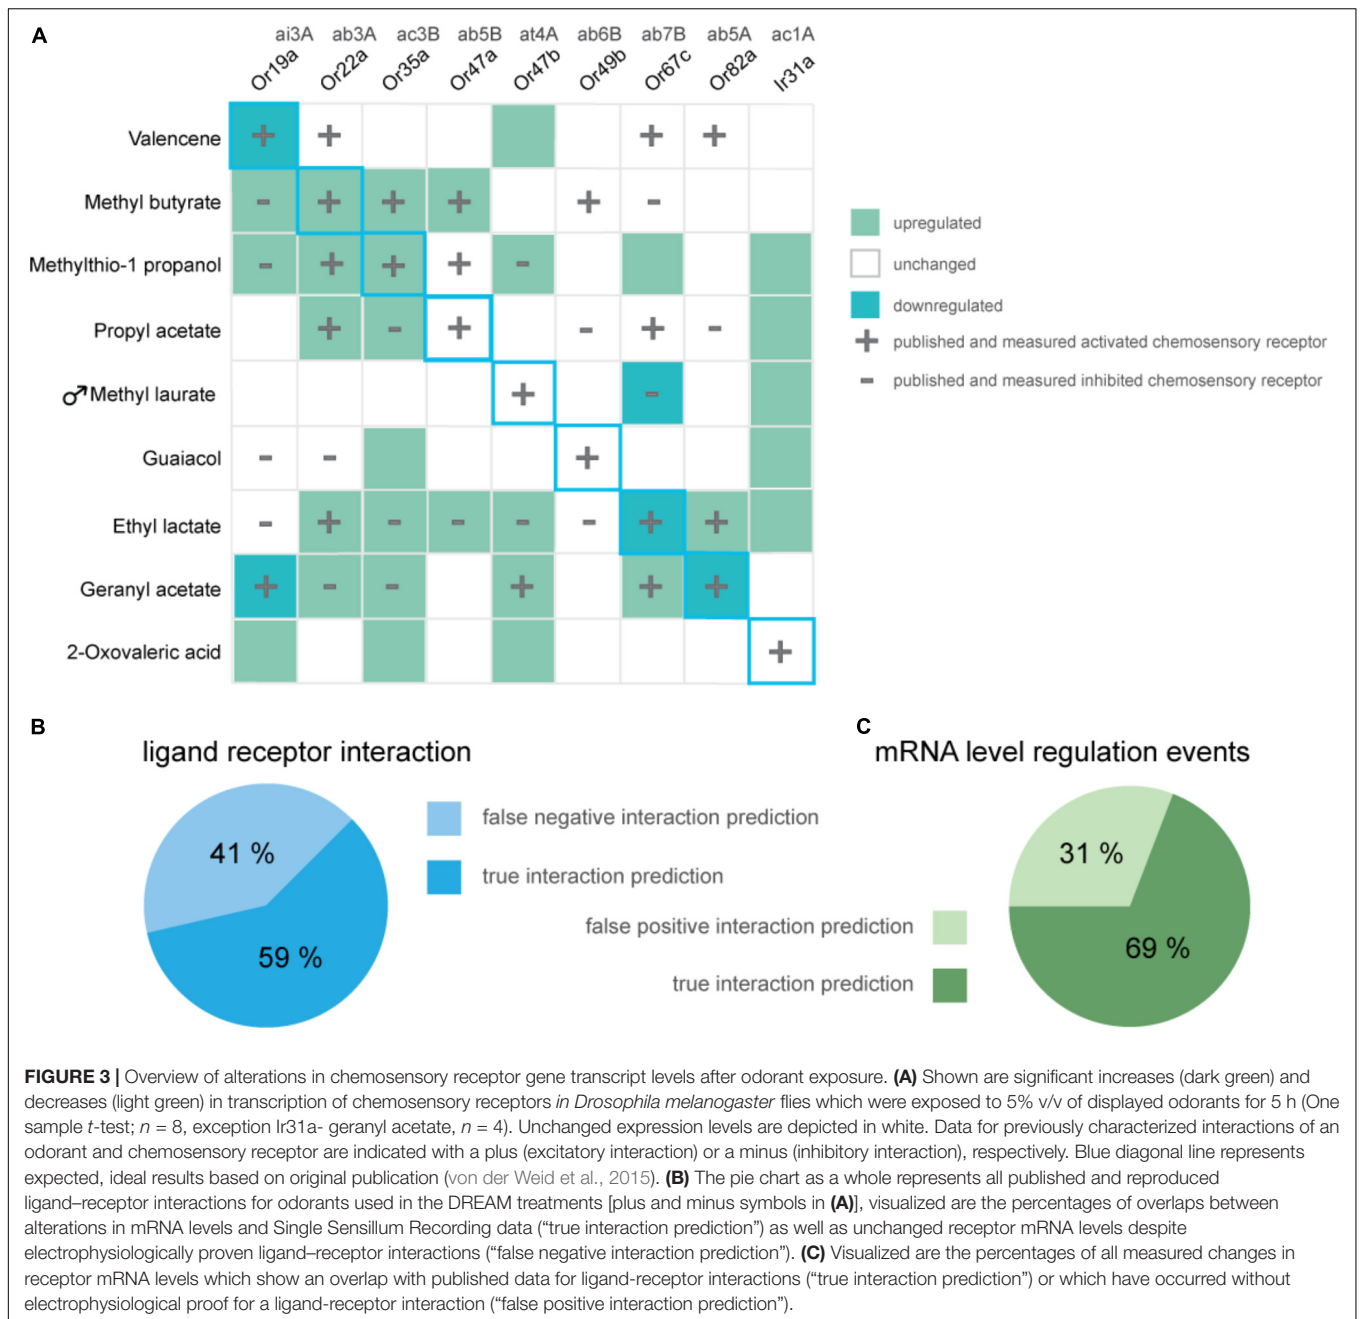 A
ai3A ab3A ac3B ab5B at4A ab6B ab7B ab5A ac1A
Or19a Or22a Or35a Or47a Or47b Or49b Or67c Or82a Ir31a
Valencene + + + +
Methyl butyrate - + + + + -
Methylthio-1 propanol - + + + -
Propyl acetate + - + - + -
♂Methyl laurate + -
Guaiacol - - +
Ethyl lactate - + - - - - + +
Geranyl acetate + - - + + +
2-Oxovaleric acid +
upregulated
unchanged
downregulated
+ published and measured activated chemosensory receptor
- published and measured inhibited chemosensory receptor
B
ligand receptor interaction
41 %
59 %
false negative interaction prediction
true interaction prediction
C
mRNA level regulation events
31 %
69 %
false positive interaction prediction
true interaction prediction
FIGURE 3 | Overview of alterations in chemosensory receptor gene transcript levels after odorant exposure. (A) Shown are significant increases (dark green) and
decreases (light green) in transcription of chemosensory receptors in Drosophila melanogaster flies which were exposed to 5% v/v of displayed odorants for 5 h (One
sample t-test; n = 8, exception Ir31a- geranyl acetate, n = 4). Unchanged expression levels are depicted in white. Data for previously characterized interactions of an
odorant and chemosensory receptor are indicated with a plus (excitatory interaction) or a minus (inhibitory interaction), respectively. Blue diagonal line represents
expected, ideal results based on original publication (von der Weid et al., 2015). (B) The pie chart as a whole represents all published and reproduced
ligand–receptor interactions for odorants used in the DREAM treatments [plus and minus symbols in (A)], visualized are the percentages of overlaps between
alterations in mRNA levels and Single Sensillum Recording data (“true interaction prediction”) as well as unchanged receptor mRNA levels despite
electrophysiologically proven ligand–receptor interactions (“false negative interaction prediction”). (C) Visualized are the percentages of all measured changes in
receptor mRNA levels which show an overlap with published data for ligand-receptor interactions (“true interaction prediction”) or which have occurred without
electrophysiological proof for a ligand-receptor interaction (“false positive interaction prediction”).